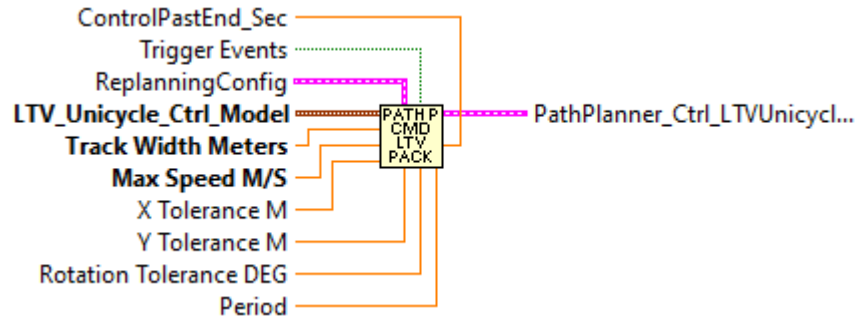 ControlPastEnd_Sec
Trigger Events
ReplanningConfig
LTV_Unicycle_Ctrl_Model
Track Width Meters
Max Speed M/S
X Tolerance M
Y Tolerance M
Rotation Tolerance DEG
Period
PATH P
CMD
LTV
PACK
PathPlanner_Ctrl_LTVUnicycl...